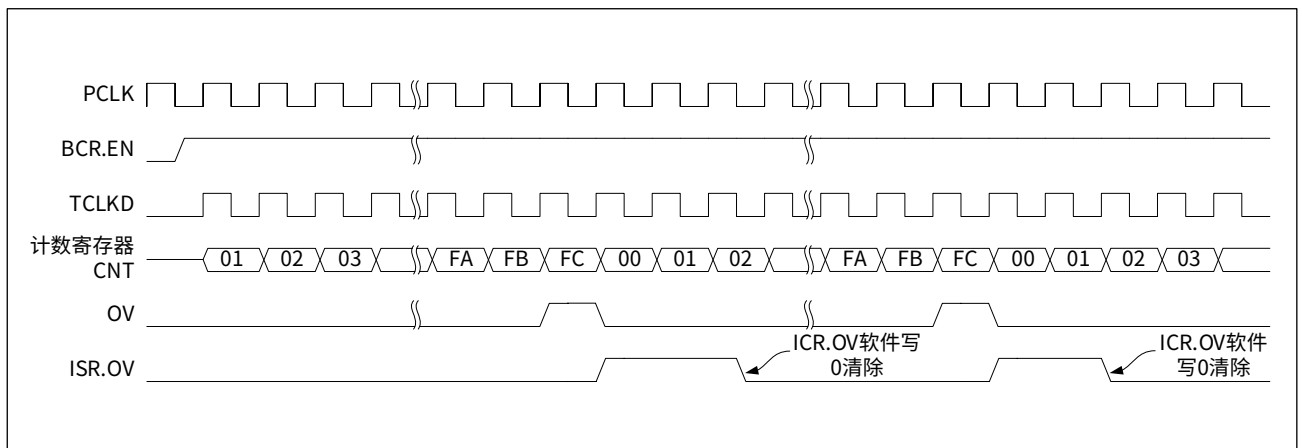 PCLK
BCR.EN
TCLKD
计数寄存器
CNT
01 02 03 FA FB FC 00 01 02 FA FB FC 00 01 02 03
OV
ICR.OV软件写
0清除
ICR.OV软件
写0清除
ISR.OV